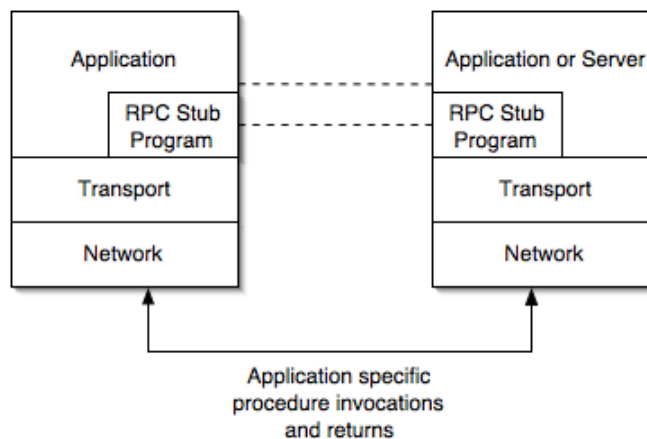 Application
RPC Stub
Program
Transport
Network
Application or Server
RPC Stub
Program
Transport
Network
Application specific
procedure invocations
and returns